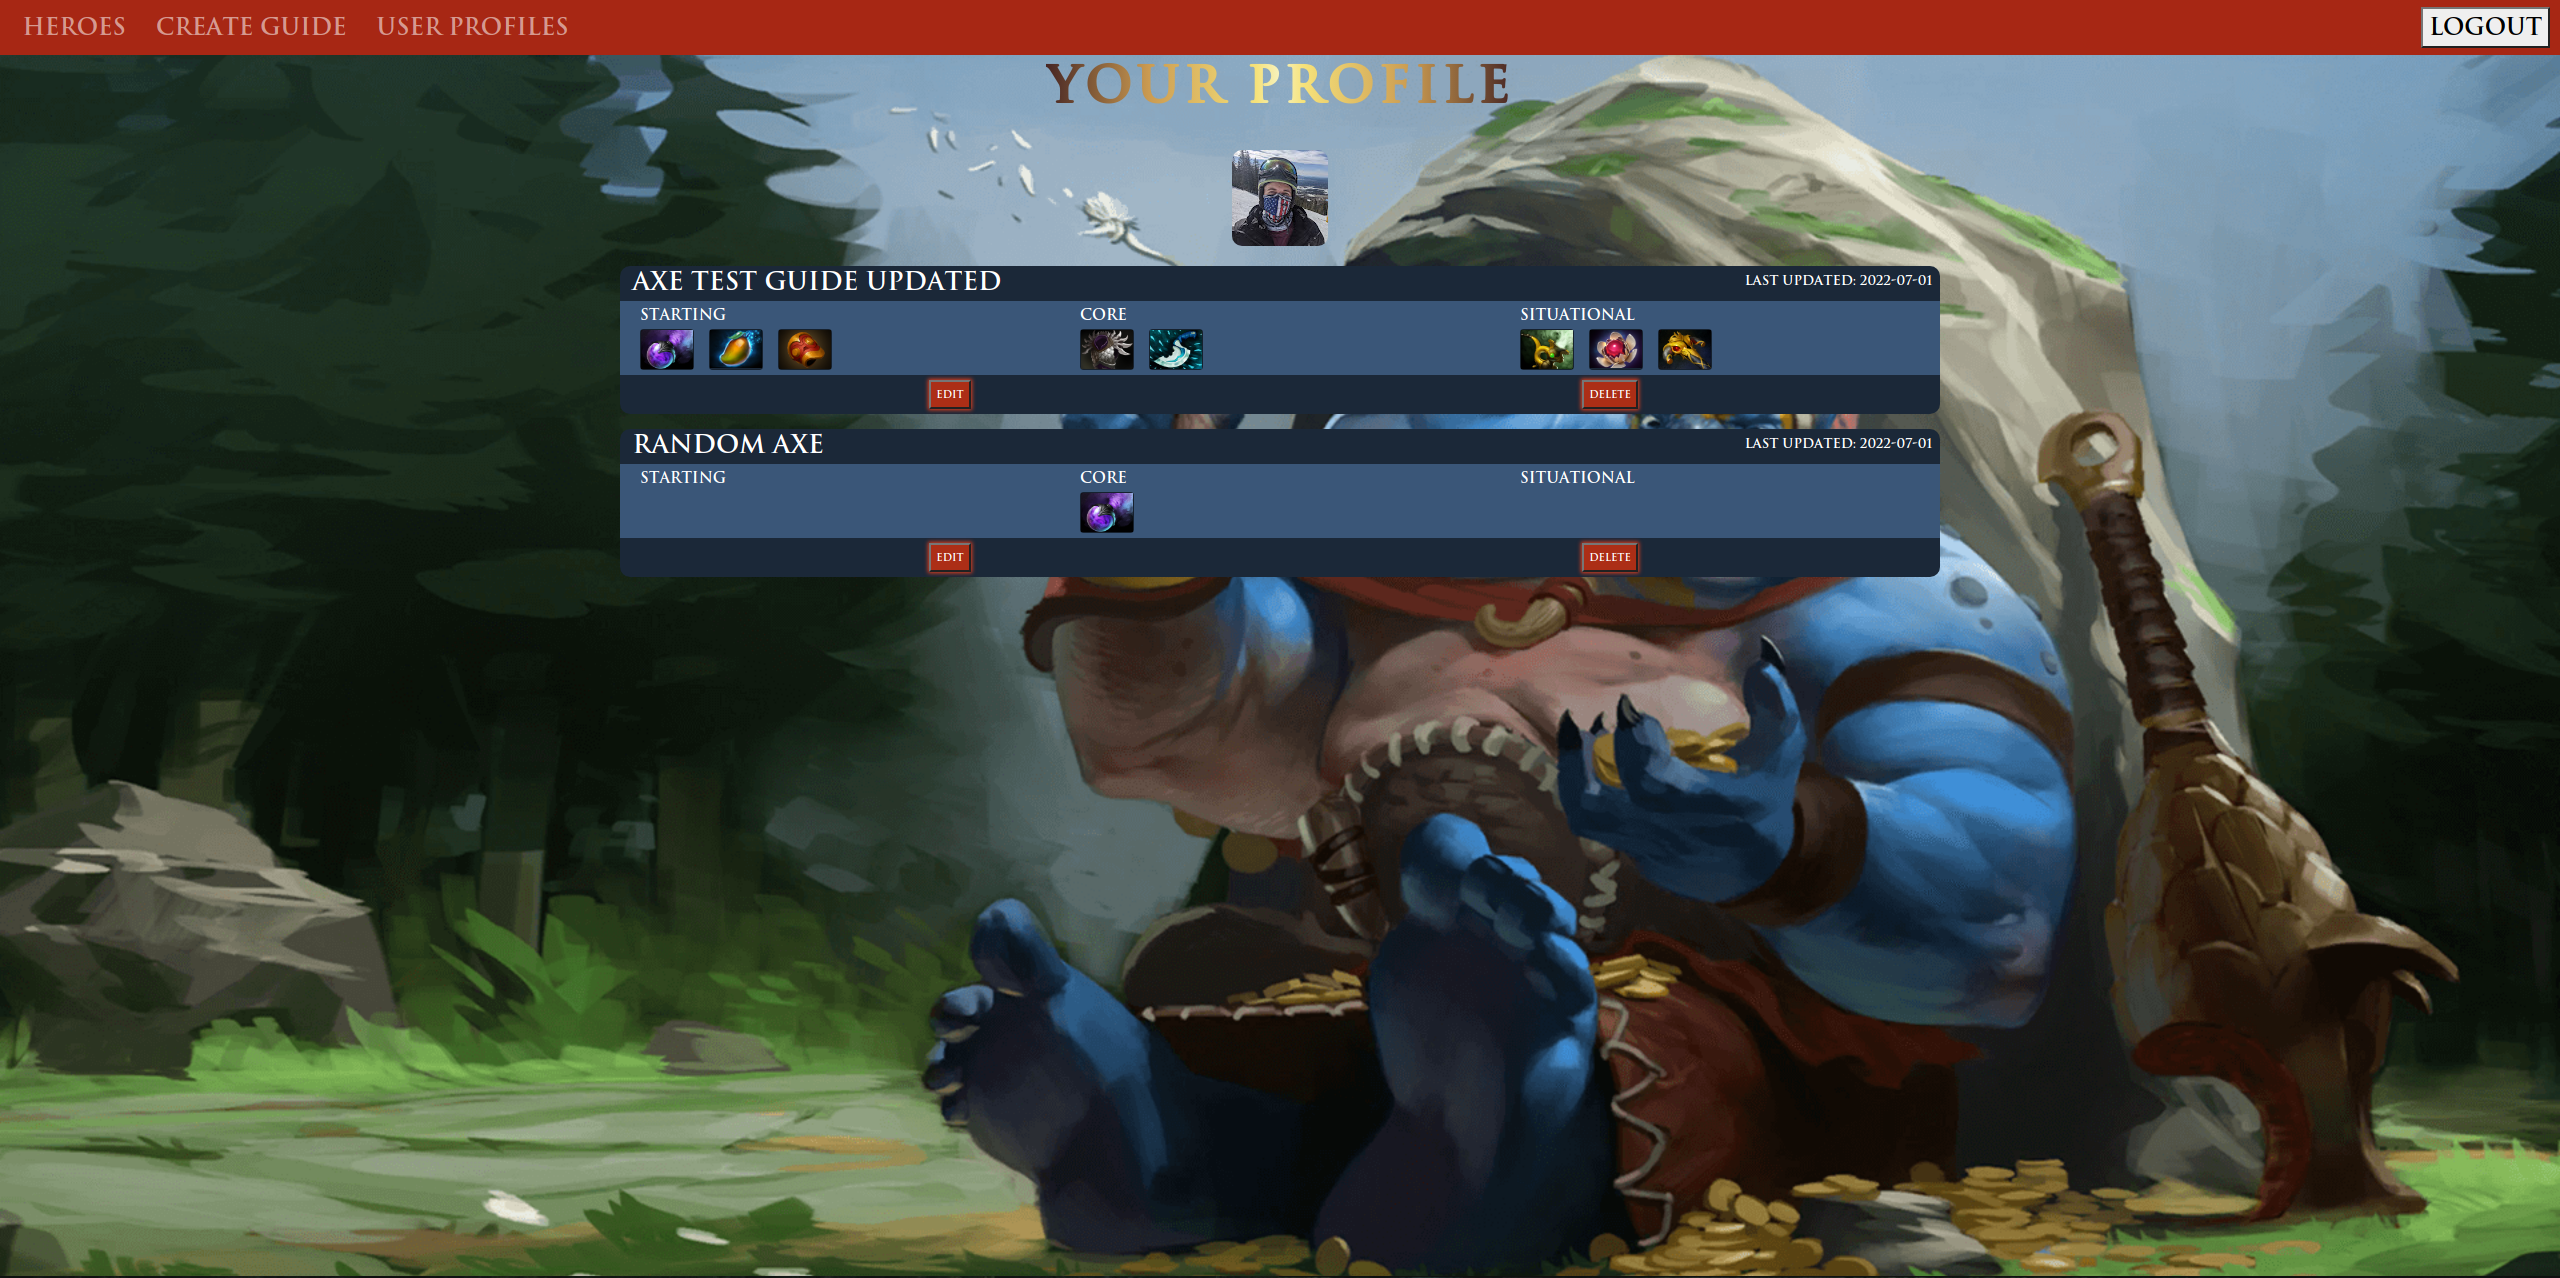 HEROES CREATE GUIDE USER PROFILES LOGOUT
YOUR PROFILE
AXE TEST GUIDE UPDATED LAST UPDATED: 2022-07-01
STARTING CORE SITUATIONAL
EDIT DELETE
RANDOM AXE LAST UPDATED: 2022-07-01
STARTING CORE SITUATIONAL
EDIT DELETE